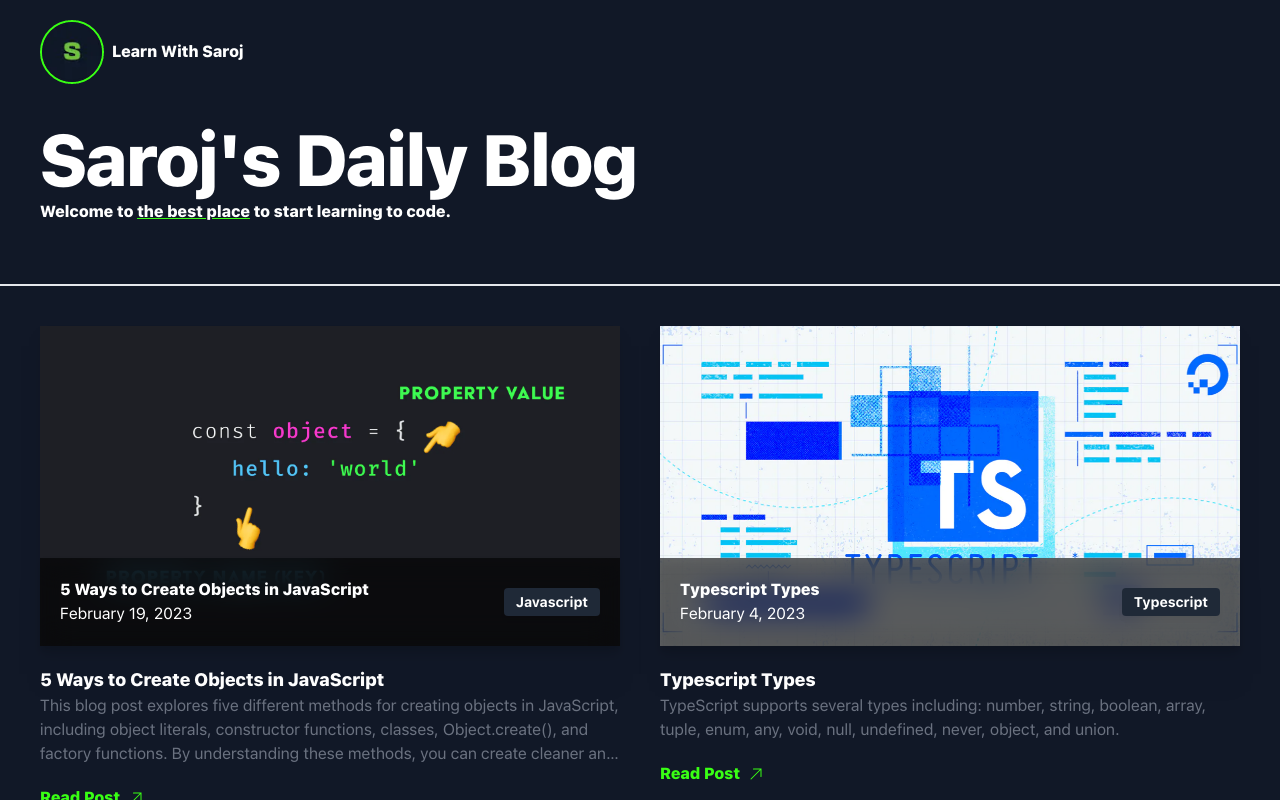 S
Learn With Saroj
Saroj's Daily Blog
Welcome to the best place to start learning to code.
PROPERTY VALUE
const object = {
hello: 'world'
}
PROPERTY NAME (KEY)
5 Ways to Create Objects in JavaScript
February 19, 2023
Javascript
5 Ways to Create Objects in JavaScript
This blog post explores five different methods for creating objects in JavaScript,
including object literals, constructor functions, classes, Object.create(), and
factory functions. By understanding these methods, you can create cleaner an...
Read Post
TS
TYPESCRIPT
Typescript Types
February 4, 2023
Typescript
Typescript Types
TypeScript supports several types including: number, string, boolean, array,
tuple, enum, any, void, null, undefined, never, object, and union.
Read Post